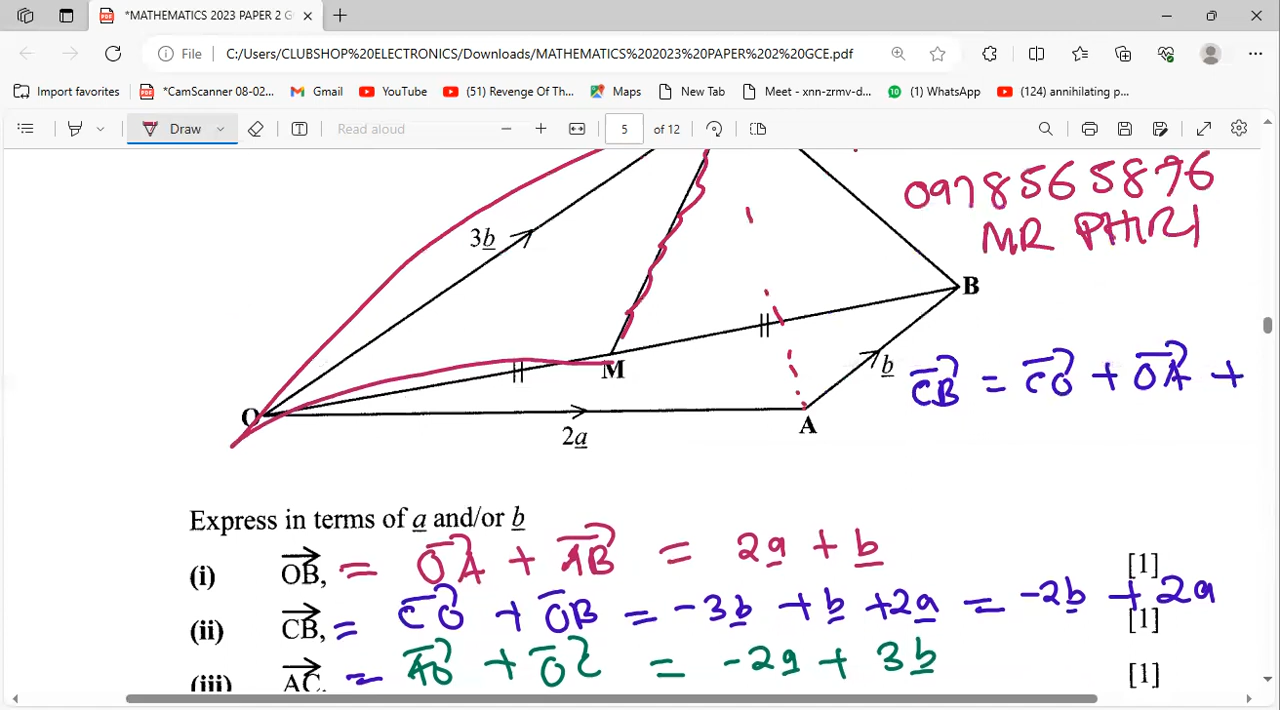 *MATHEMATICS 2023 PAPER 2 G
File C:/Users/CLUBSHOP%20ELECTRONICS/Downloads/MATHEMATICS%202023%20PAPER%202%20GCE.pdf
Import favorites *CamScanner 08-02... Gmail YouTube (51) Revenge Of Th... Maps New Tab Meet - xnn-zrmv-d... 10 (1) WhatsApp (124) annihilating p...
Draw Read aloud 5 of 12
0978565876
MR PHIRI
3b
B
M
b
CB = CO + OA +
O
A
2a
Express in terms of a and/or b
(i) OB, = OA + AB = 2a + b [1]
(ii) CB, = CO + OB = -3b + b + 2a = -2b + 2a [1]
(iii) AC = AO + OC = -2a + 3b [1]